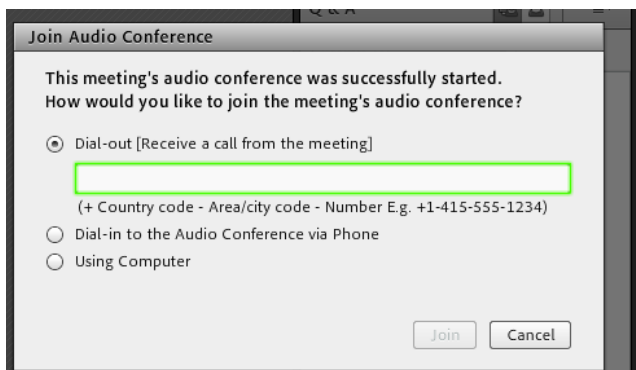 Q & A
Join Audio Conference
This meeting's audio conference was successfully started.
How would you like to join the meeting's audio conference?
Dial-out [Receive a call from the meeting]
(+ Country code - Area/city code - Number E.g. +1-415-555-1234)
Dial-in to the Audio Conference via Phone
Using Computer
Join
Cancel